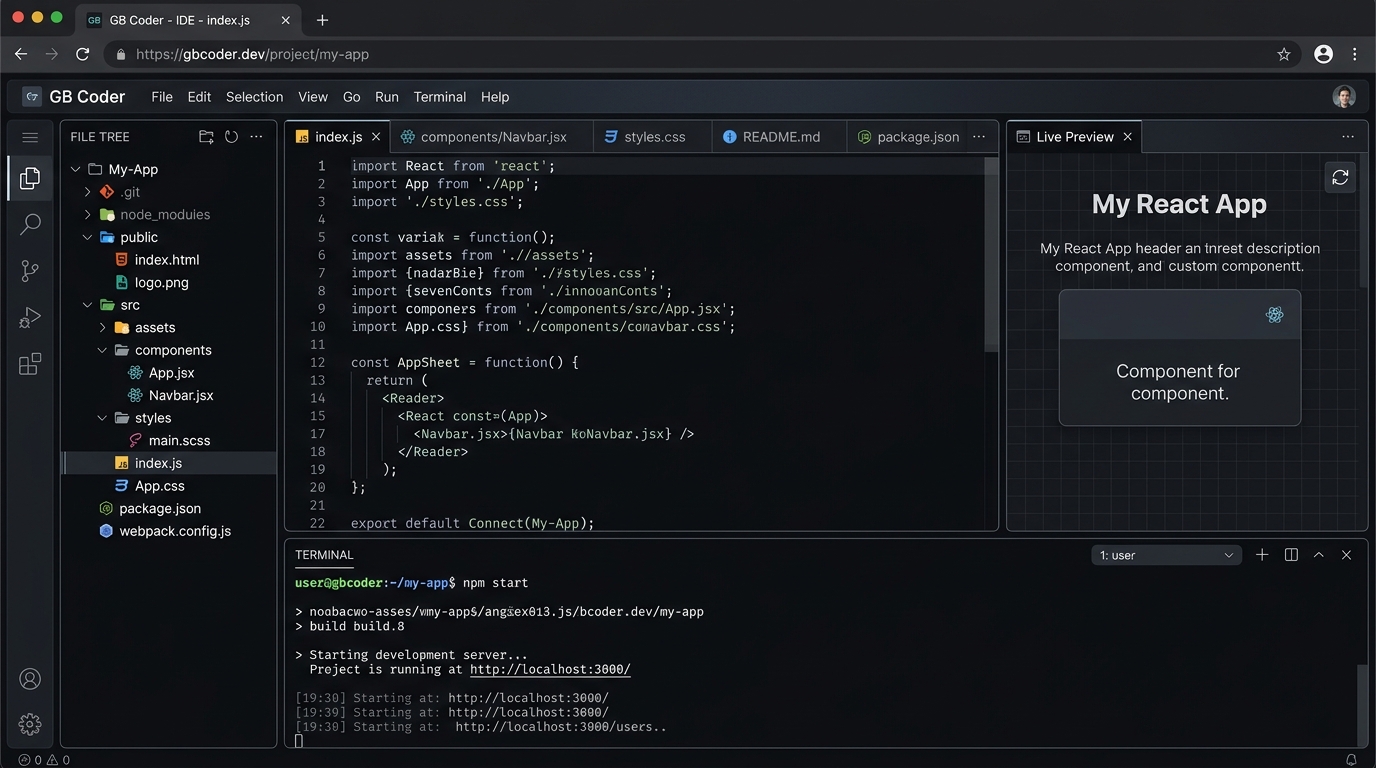 GB Coder - IDE - index.js
https://gbcoder.dev/project/my-app
GB Coder File Edit Selection View Go Run Terminal Help
FILE TREE
My-App
.git
node_modules
public
index.html
logo.png
src
assets
components
App.jsx
Navbar.jsx
styles
main.scss
index.js
App.css
package.json
webpack.config.js
index.js components/Navbar.jsx styles.css README.md package.json
1 import React from 'react';
2 import App from './App';
3 import './styles.css';
4
5 const variak = function();
6 import assets from './/assets';
7 import {nadarBie} from './styles.css';
8 import {sevenConts from
9 import componers from './components/src/App.jsx';
10 import App.css} from
11
12 const AppSheet = function() {
13 return (
14 <Reader>
15 <React const=(App)>
17 <Navbar.jsx>{Navbar
18 </Reader>
19 );
20 };
21
22 export default Connect(My-App);
Live Preview
My React App
My React App header an inreet description
component, and custom componentt.
Component for
component.
TERMINAL
1: user
user@gbcoder:~/my-app$ npm start
> build build.8
> Starting development server...
Project is running at http://localhost:3000/
[19:30] Starting at: http://localhost:3000/
[19:39] Starting at: http://localhost:3000/
[19:30] Starting at: http://localhost:3000/users..
0 0